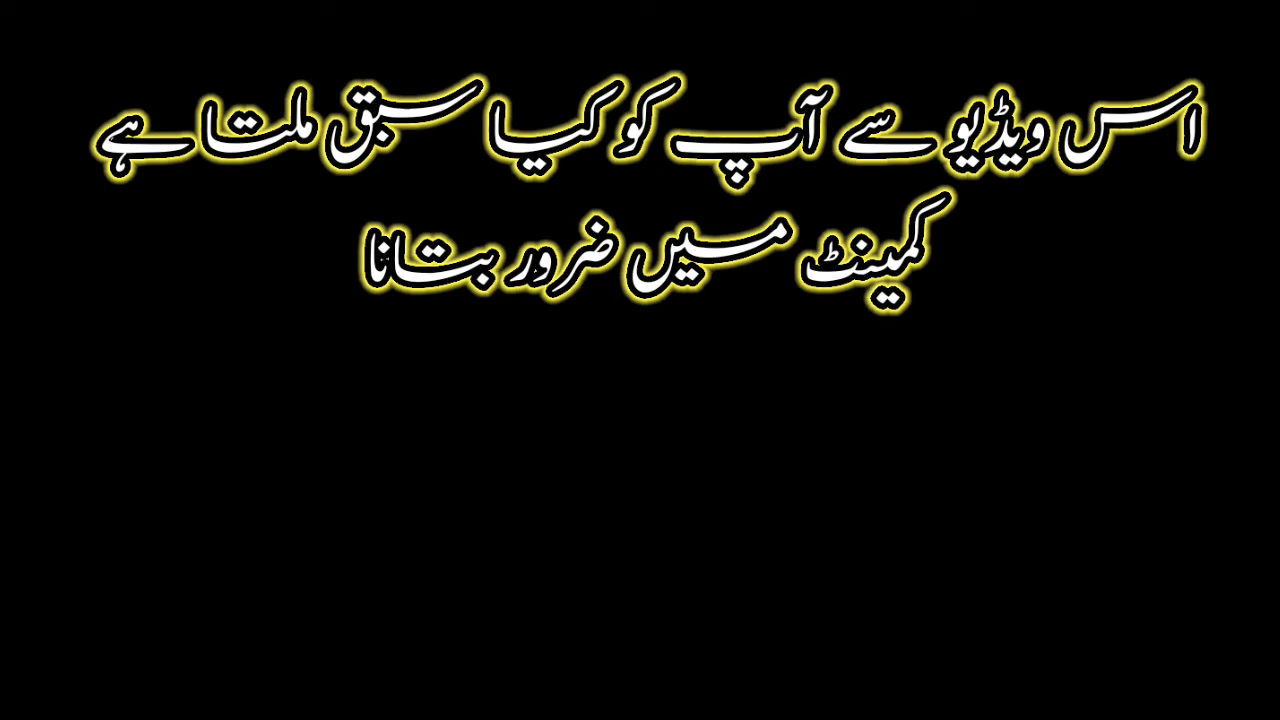 اس ویڈیو سے آپ کو کیا سبق ملتا ہے
کمینٹ میں ضرور بتانا